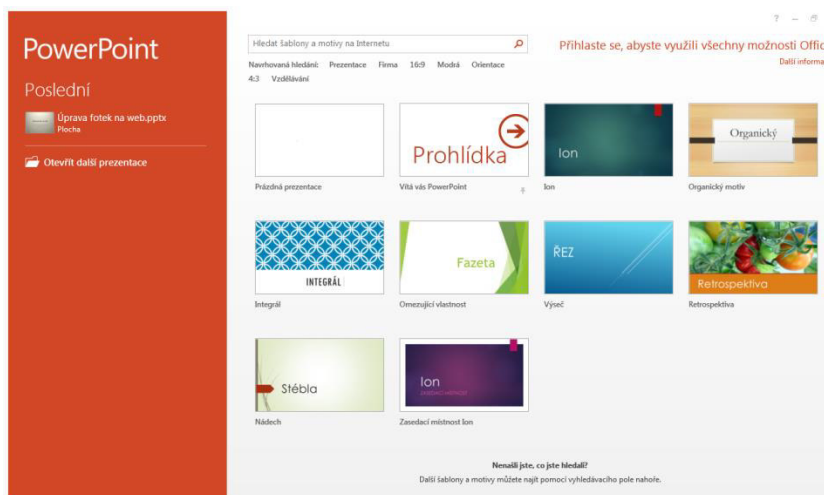 ? – 
PowerPoint
Poslední
Úprava fotek na web.pptx
Plocha
Otevřít další prezentace
Hledat šablony a motivy na Internetu
Přihlaste se, abyste využili všechny možnosti Offic
Další informa
Navrhovaná hledání: Prezentace Firma 16:9 Modrá Orientace
4:3 Vzdělávání
Prohlídka
Ion
Organický
Prázdná prezentace
Vítá vás PowerPoint
Ion
Organický motiv
INTEGRÁL
Fazeta
ŘEZ
Retrospektiva
Integrál
Omezující vlastnost
Výseč
Retrospektiva
Stébla
Ion
ZASEDACÍ MÍSTNOST
Nádech
Zasedací místnost Ion
Nenašli jste, co jste hledali?
Další šablony a motivy můžete najít pomocí vyhledávacího pole nahoře.